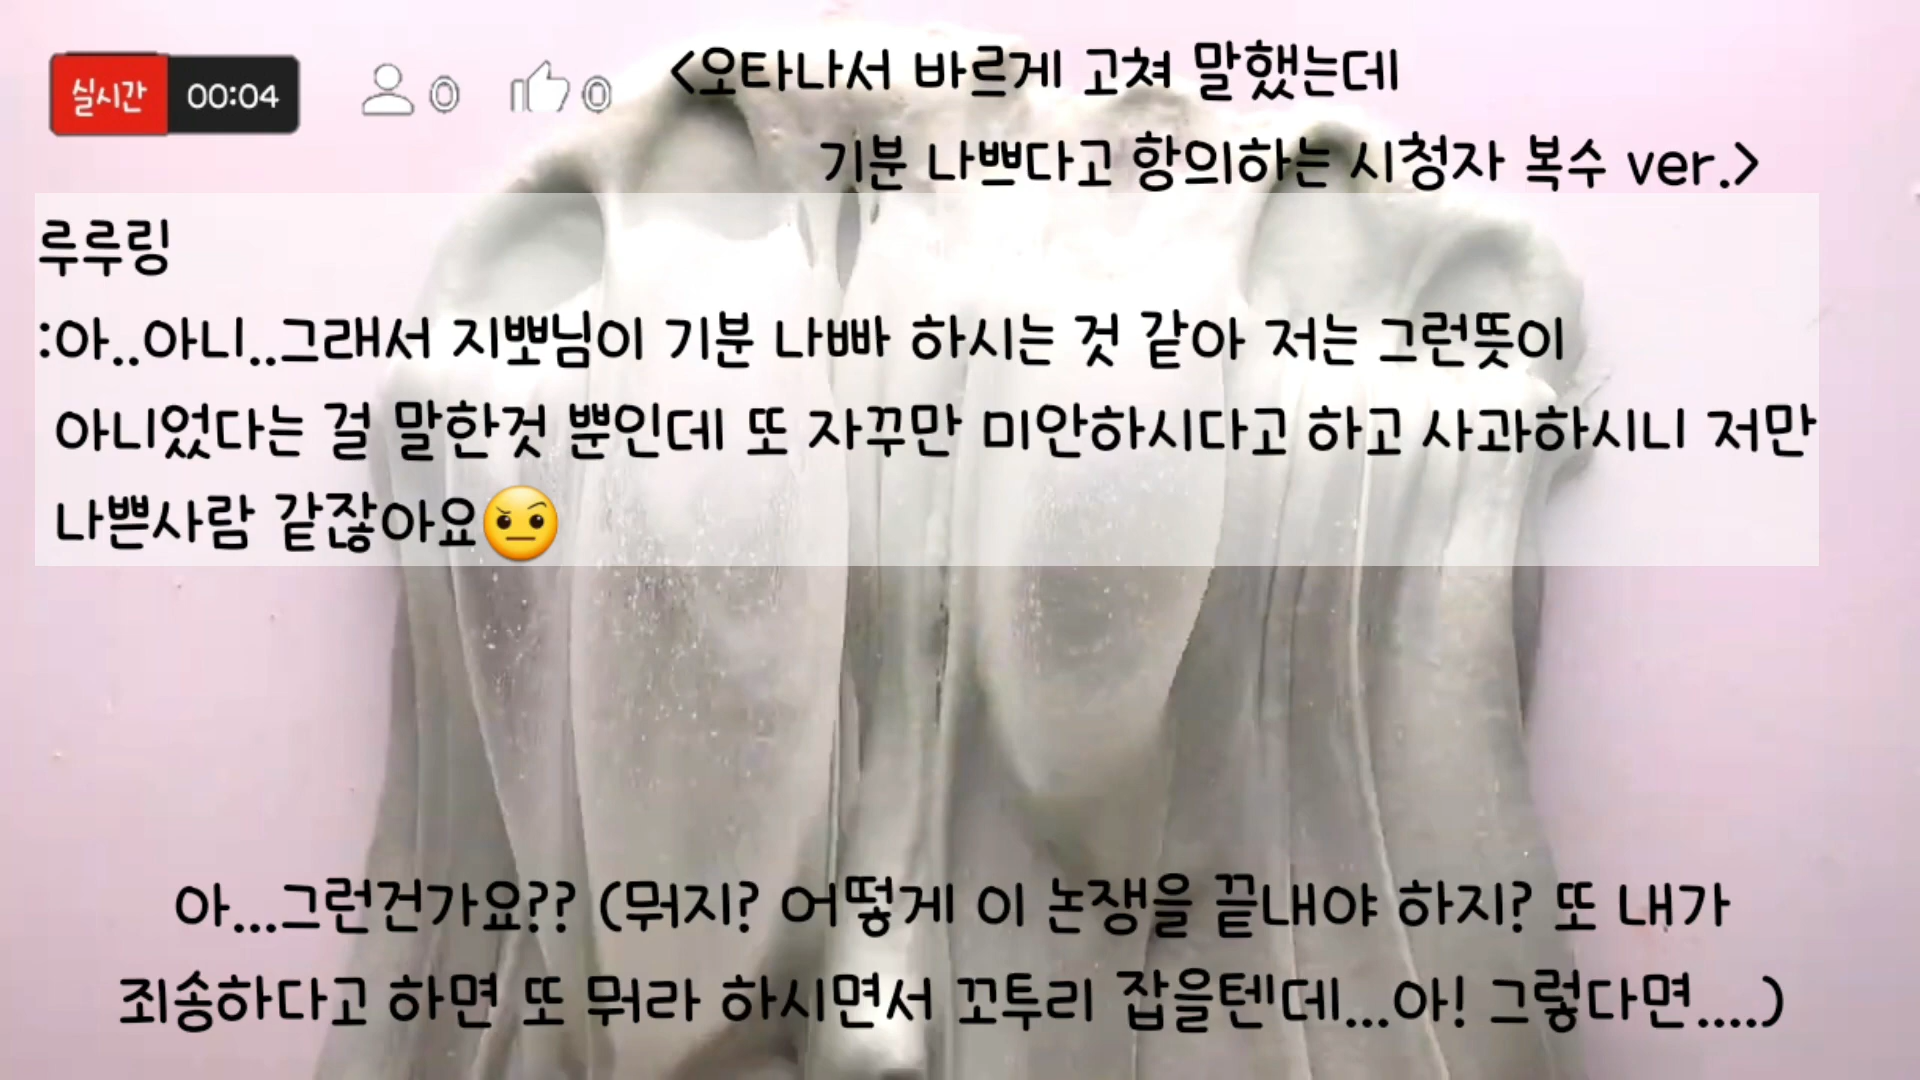 실시간 00:04 0 0
<오타나서 바르게 고쳐 말했는데
기분 나쁘다고 항의하는 시청자 복수 ver.>
루루링
:아..아니..그래서 지뽀님이 기분 나빠 하시는 것 같아 저는 그런뜻이
아니었다는 걸 말한것 뿐인데 또 자꾸만 미안하시다고 하고 사과하시니 저만
나쁜사람 같잖아요🤨
아...그런건가요?? (뭐지? 어떻게 이 논쟁을 끝내야 하지? 또 내가
죄송하다고 하면 또 뭐라 하시면서 꼬투리 잡을텐데...아! 그렇다면....)